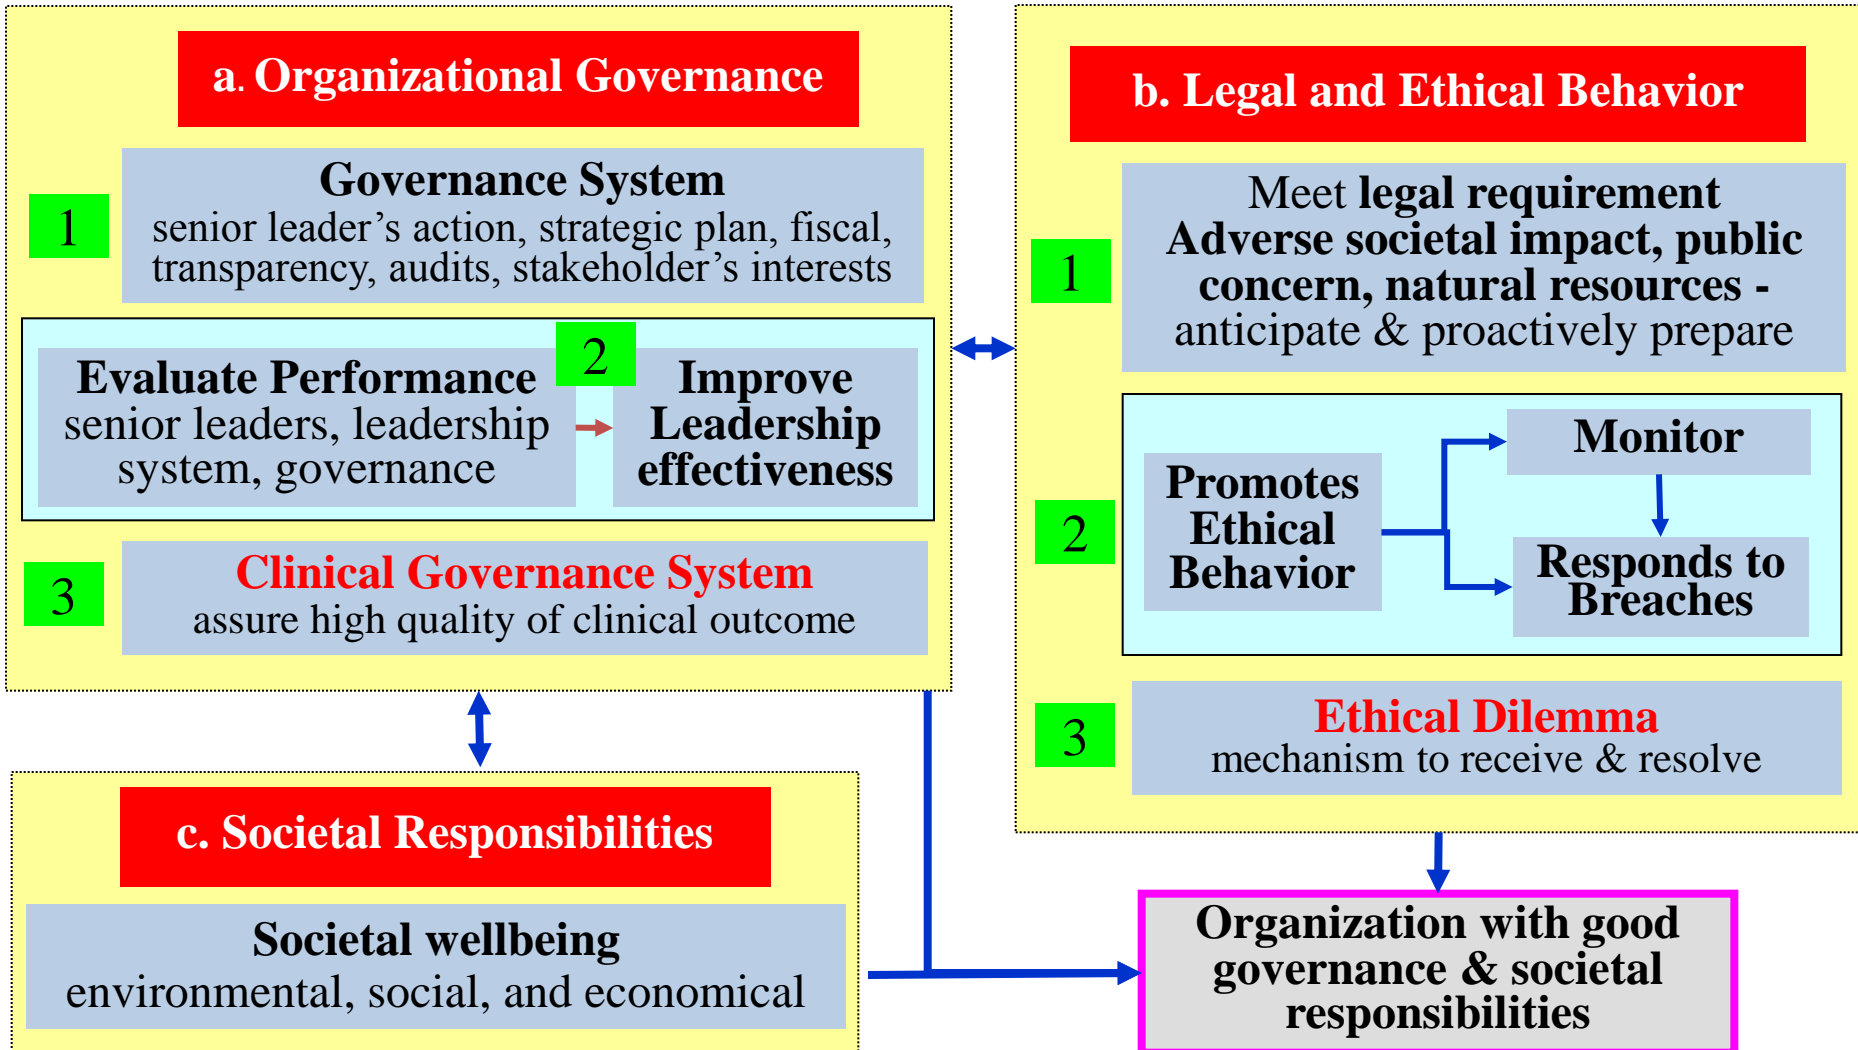 a. Organizational Governance
1
Governance System
senior leader’s action, strategic plan, fiscal,
transparency, audits, stakeholder’s interests
2
Evaluate Performance
senior leaders, leadership
system, governance
Improve
Leadership
effectiveness
3
Clinical Governance System
assure high quality of clinical outcome
b. Legal and Ethical Behavior
1
Meet legal requirement
Adverse societal impact, public
concern, natural resources -
anticipate & proactively prepare
2
Promotes
Ethical
Behavior
Monitor
Responds to
Breaches
3
Ethical Dilemma
mechanism to receive & resolve
c. Societal Responsibilities
Societal wellbeing
environmental, social, and economical
Organization with good
governance & societal
responsibilities